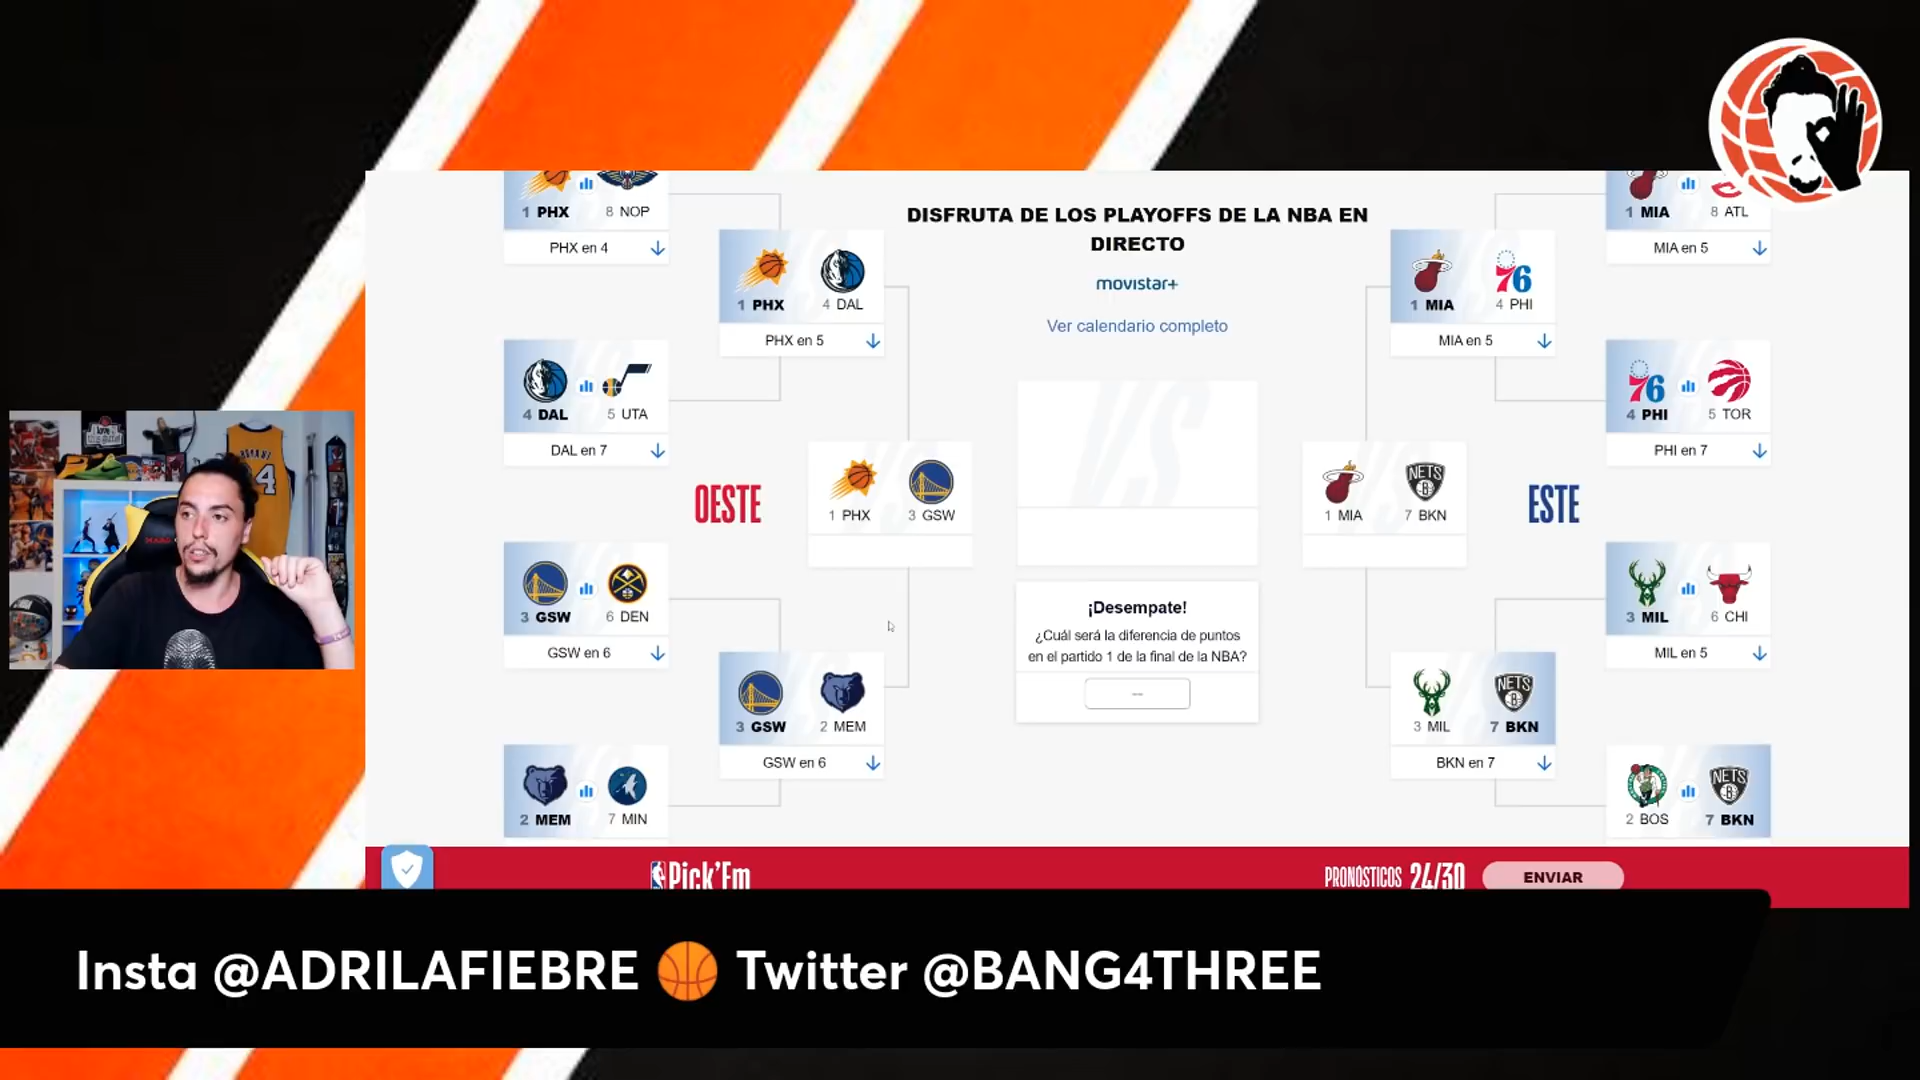 1 PHX 8 NOP
PHX en 4
1 PHX 4 DAL
PHX en 5
4 DAL 5 UTA
DAL en 7
OESTE
1 PHX 3 GSW
3 GSW 6 DEN
GSW en 6
3 GSW 2 MEM
GSW en 6
2 MEM 7 MIN
DISFRUTA DE LOS PLAYOFFS DE LA NBA EN
DIRECTO
movistar+
Ver calendario completo
VS
¡Desempate!
¿Cuál será la diferencia de puntos
en el partido 1 de la final de la NBA?
--
1 MIA 8 ATL
MIA en 5
1 MIA 76 4 PHI
MIA en 5
76 4 PHI 5 TOR
PHI en 7
ESTE
1 MIA NETS B 7 BKN
3 MIL 6 CHI
MIL en 5
3 MIL NETS B 7 BKN
BKN en 7
2 BOS NETS B 7 BKN
Pick'Em
PRONÓSTICOS 24/30
ENVIAR
Insta @ADRILAFIEBRE Twitter @BANG4THREE